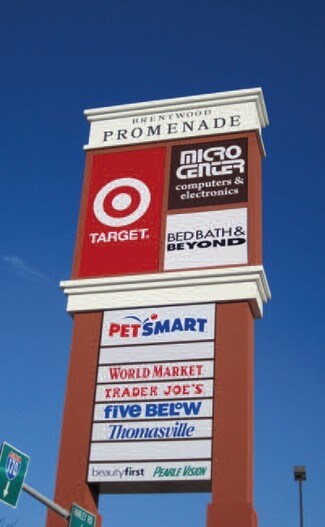 BRENTWOOD
PROMENADE
TARGET.
MICRO
CENTER
computers &
electronics
BED BATH &
BEYOND
PETSMART
WORLD MARKET
TRADER JOE'S
five BELOW
Thomasville
beautyfirst PEARLE VISION
170